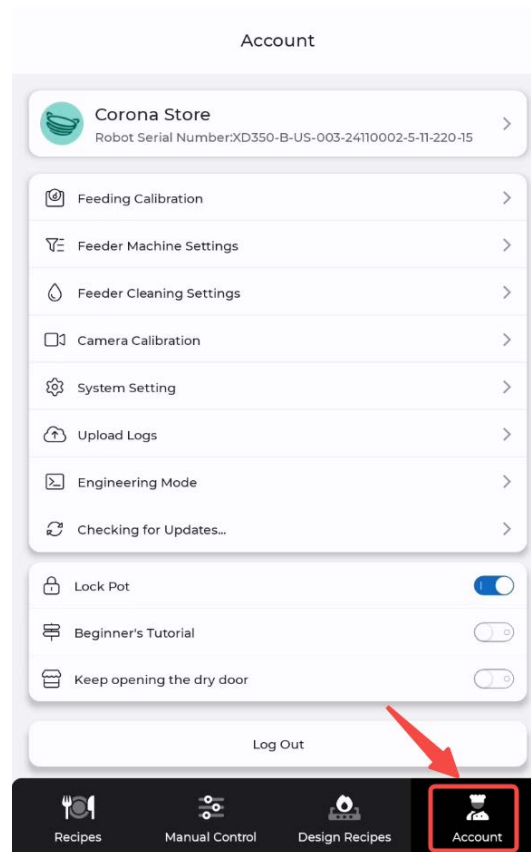 Account
Corona Store
Robot Serial Number:XD350-B-US-003-24110002-5-11-220-15
Feeding Calibration
Feeder Machine Settings
Feeder Cleaning Settings
Camera Calibration
System Setting
Upload Logs
Engineering Mode
Checking for Updates...
Lock Pot
Beginner's Tutorial
Keep opening the dry door
Log Out
Recipes Manual Control Design Recipes Account